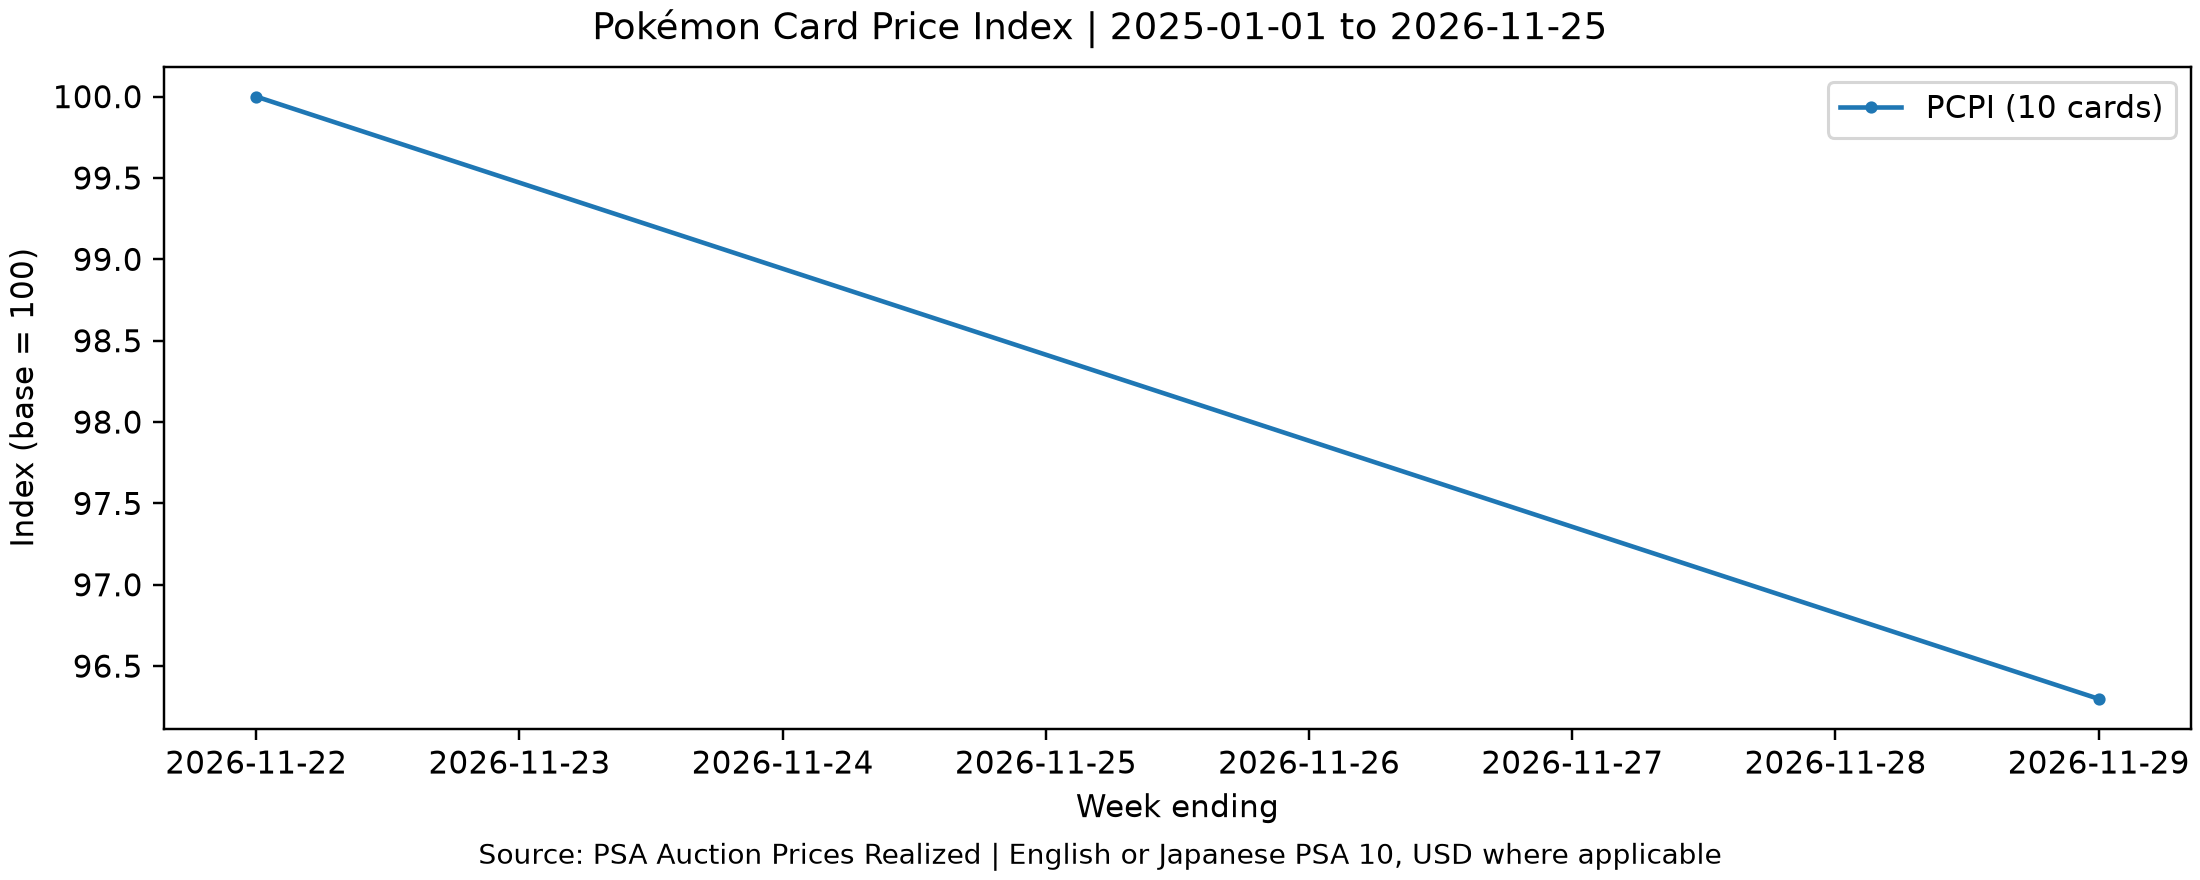 Pokémon Card Price Index | 2025-01-01 to 2026-11-25
PCPI (10 cards)
Index (base = 100)
100.0
99.5
99.0
98.5
98.0
97.5
97.0
96.5
2026-11-22 2026-11-23 2026-11-24 2026-11-25 2026-11-26 2026-11-27 2026-11-28 2026-11-29
Week ending
Source: PSA Auction Prices Realized | English or Japanese PSA 10, USD where applicable